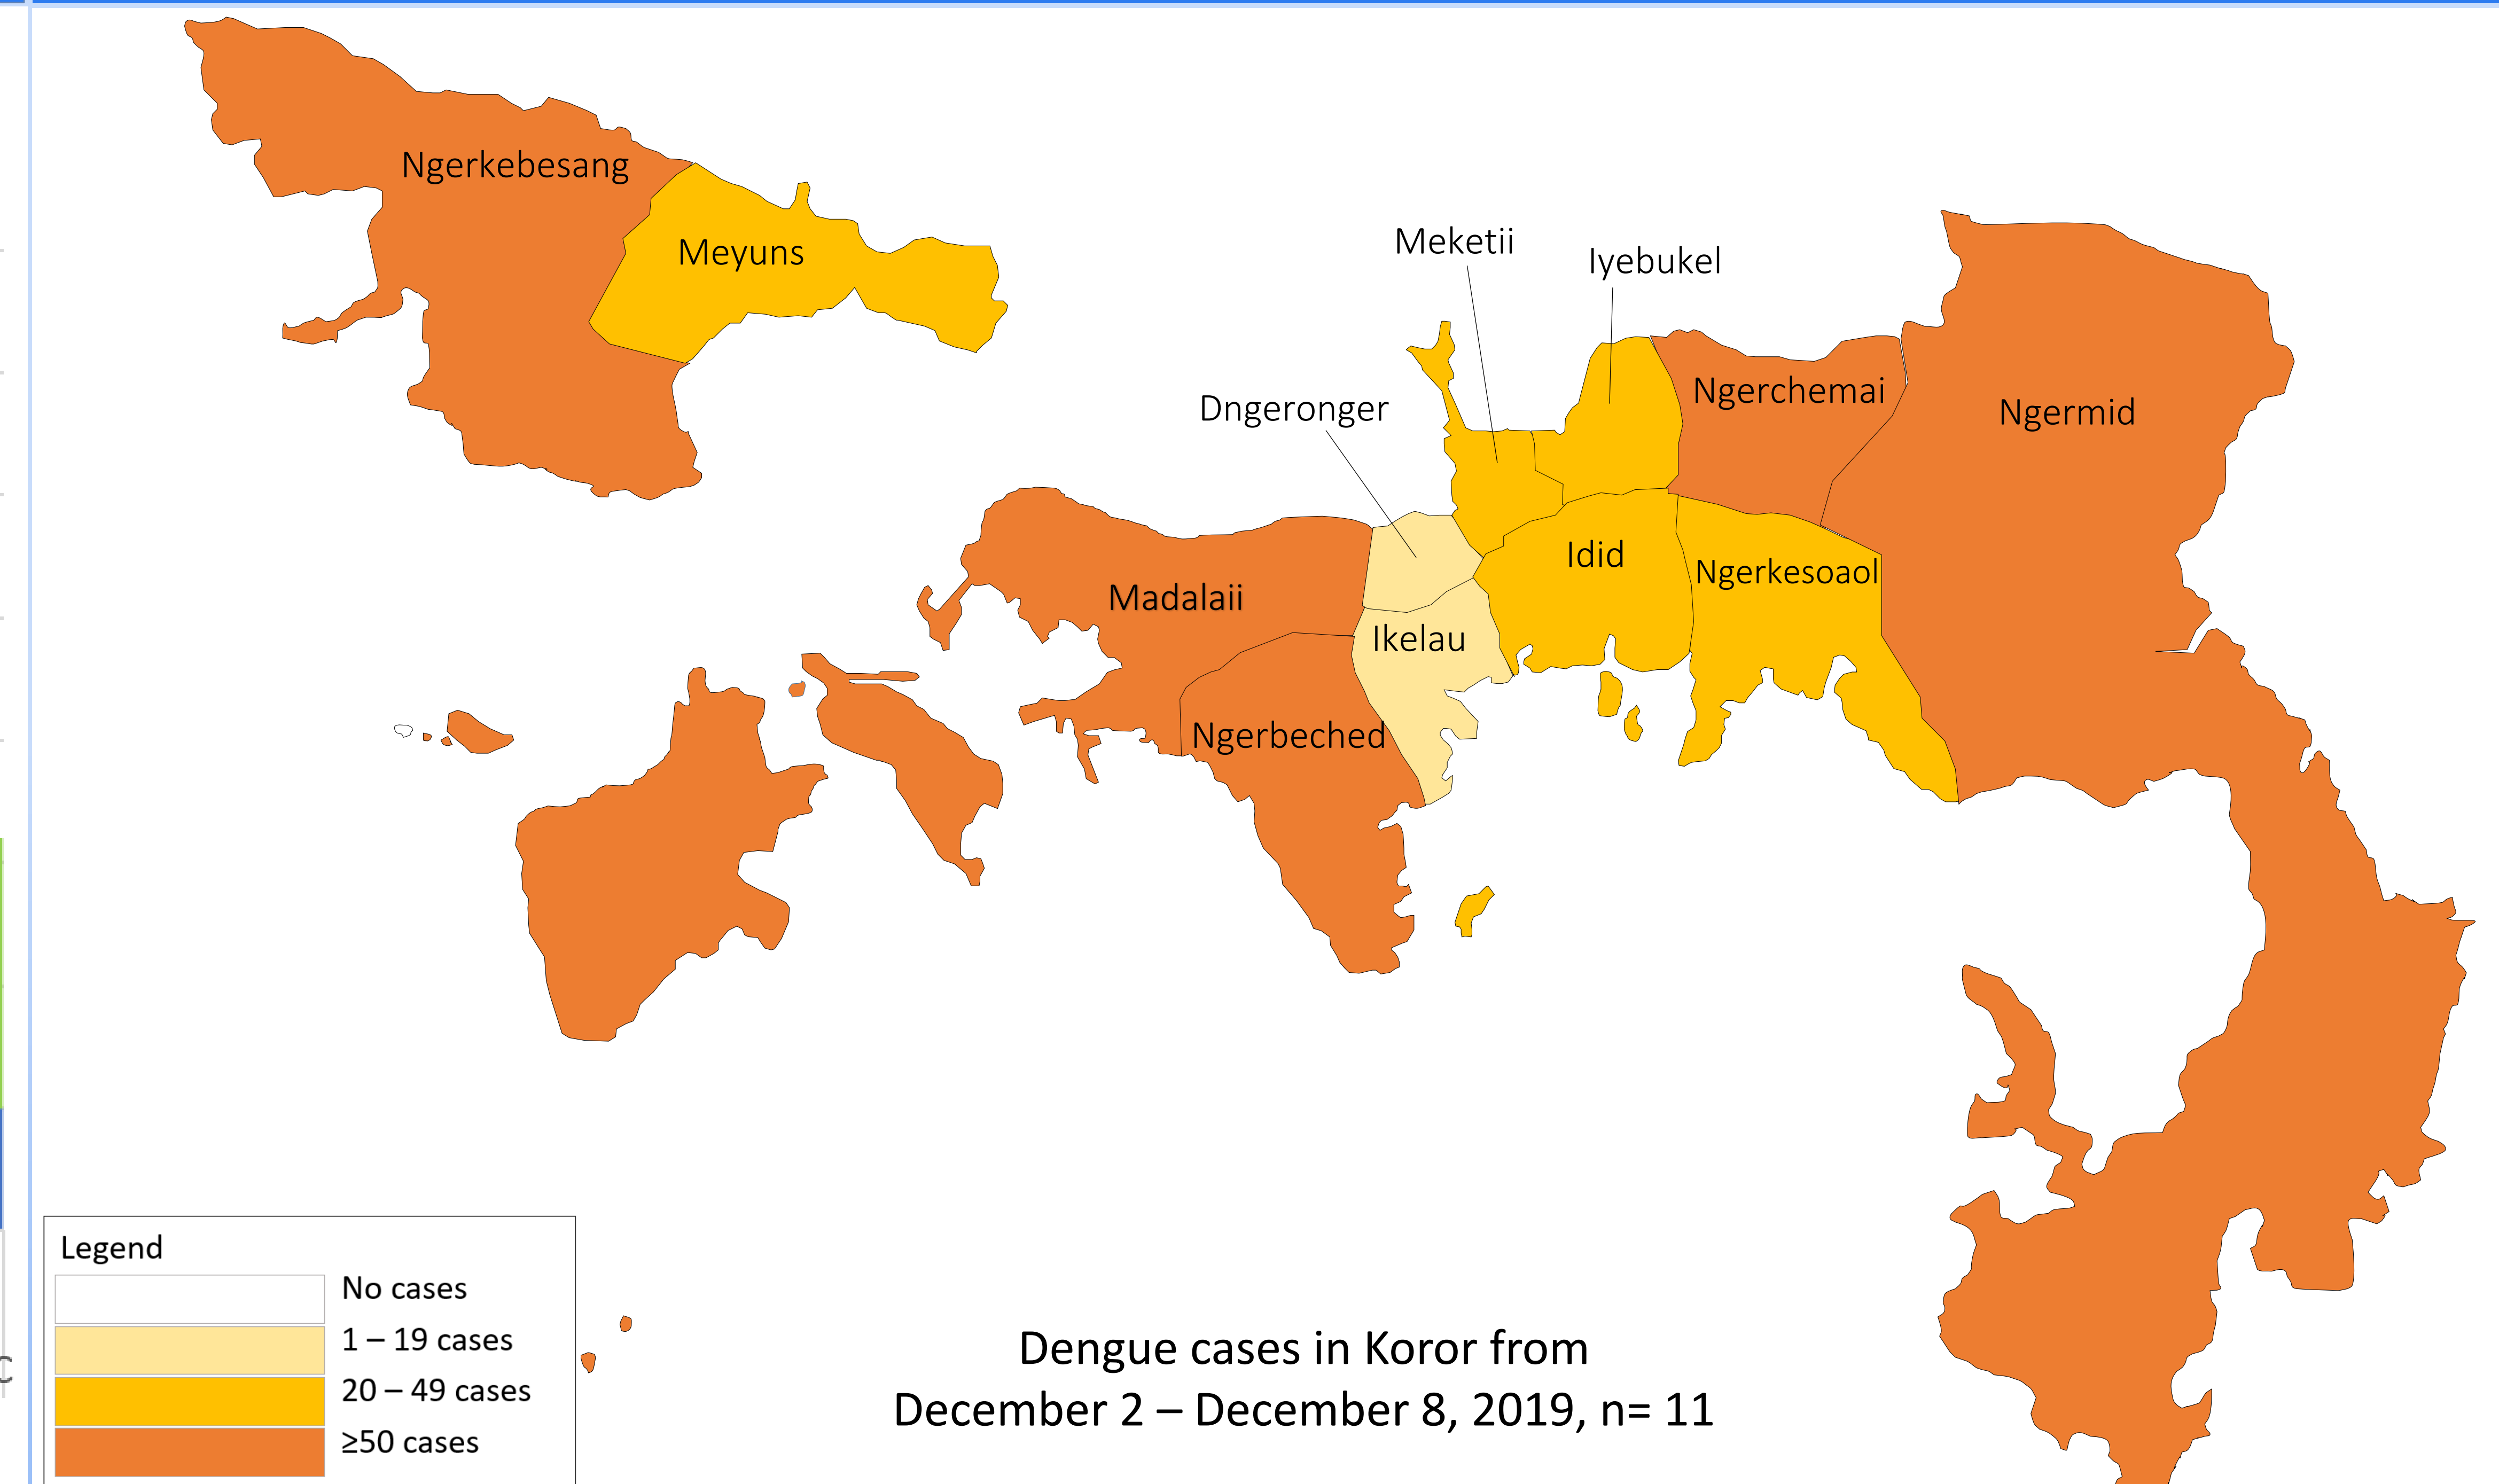 Ngerkebesang
Meyuns
Meketii
Iyebukel
Dngeronger
Ngerchemai
Ngermid
Madalaii
Idid
Ngerkesoaol
Ikelau
Ngerbeched
Legend
No cases
1 – 19 cases
20 – 49 cases
≥50 cases
Dengue cases in Koror from
December 2 – December 8, 2019, n= 11